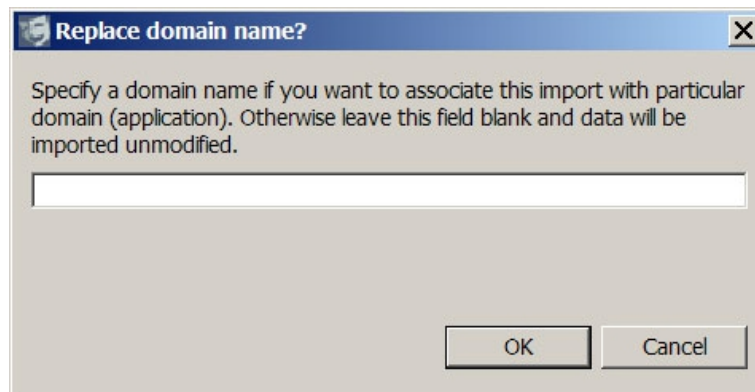 Replace domain name?
Specify a domain name if you want to associate this import with particular
domain (application). Otherwise leave this field blank and data will be
imported unmodified.
OK
Cancel